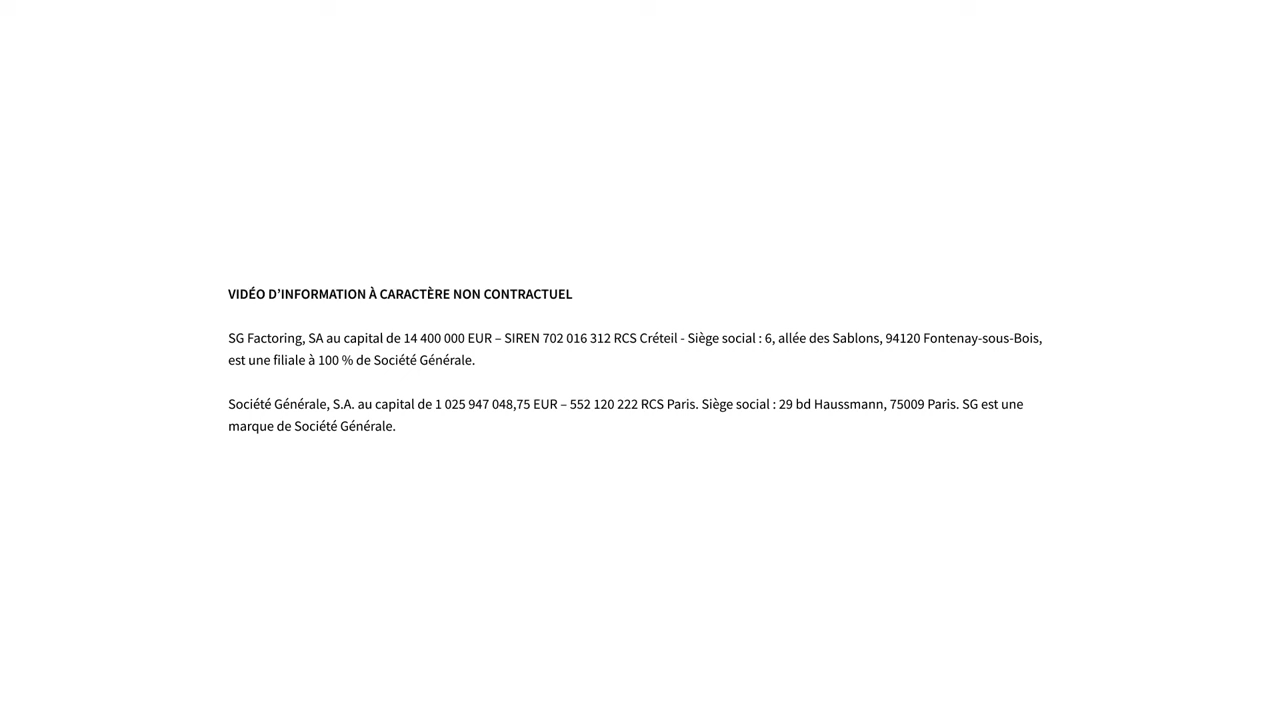 VIDÉO D’INFORMATION À CARACTÈRE NON CONTRACTUEL
SG Factoring, SA au capital de 14 400 000 EUR – SIREN 702 016 312 RCS Créteil - Siège social : 6, allée des Sablons, 94120 Fontenay-sous-Bois,
est une filiale à 100 % de Société Générale.
Société Générale, S.A. au capital de 1 025 947 048,75 EUR – 552 120 222 RCS Paris. Siège social : 29 bd Haussmann, 75009 Paris. SG est une
marque de Société Générale.